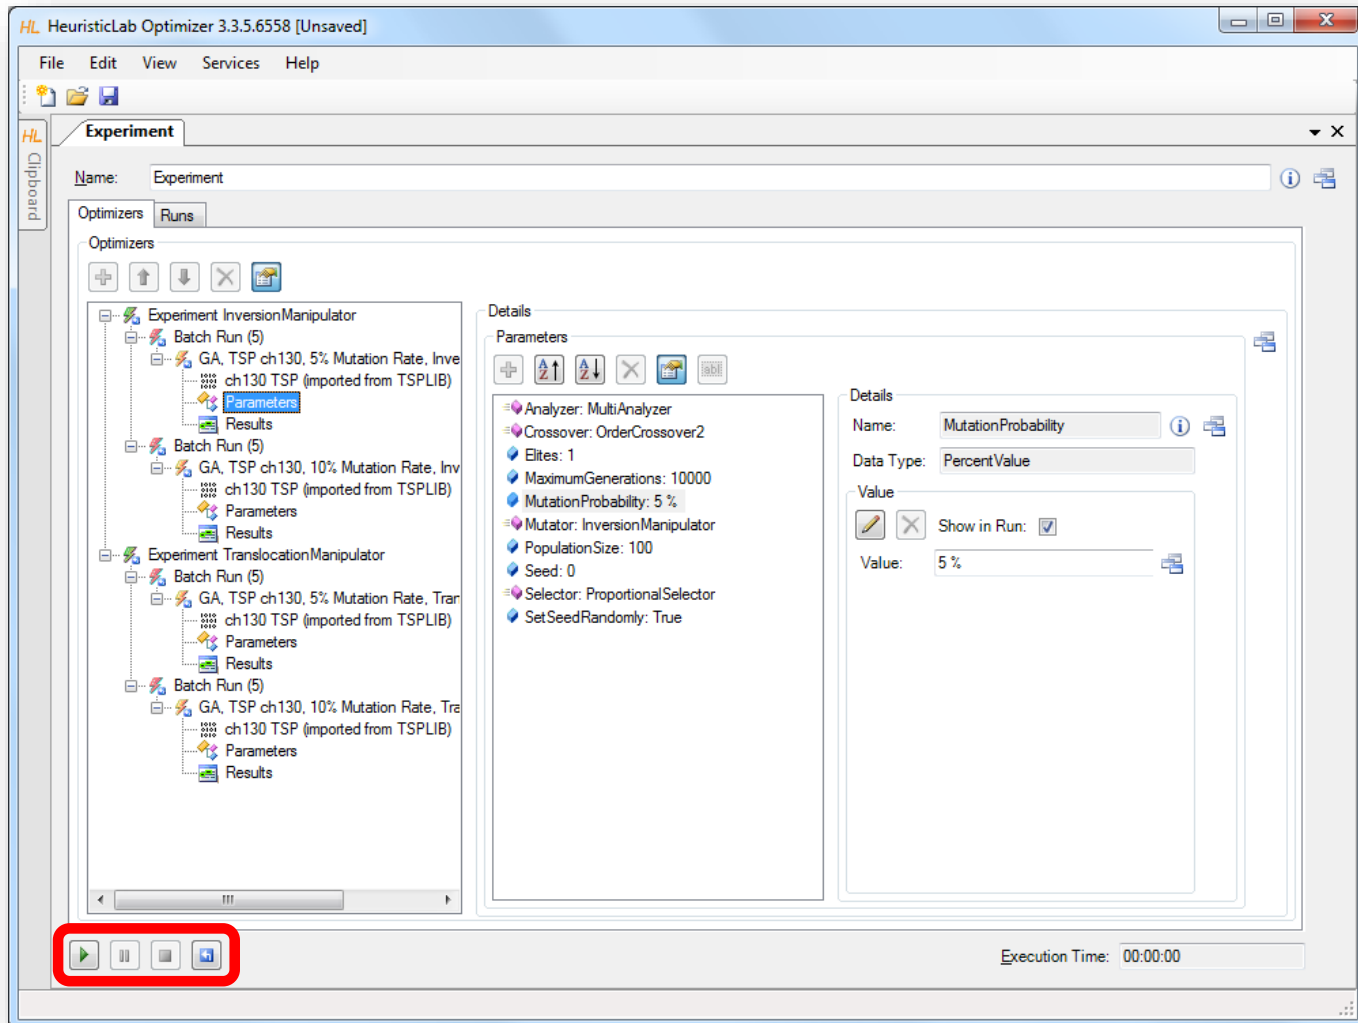 HL HeuristicLab Optimizer 3.3.5.6558 [Unsaved]
File Edit View Services Help
HL Clipboard
Experiment
Name: Experiment
Optimizers Runs
Optimizers
Experiment InversionManipulator
Batch Run (5)
GA, TSP ch130, 5% Mutation Rate, Inve
ch130 TSP (imported from TSPLIB)
Parameters
Results
Batch Run (5)
GA, TSP ch130, 10% Mutation Rate, Inv
ch130 TSP (imported from TSPLIB)
Parameters
Results
Experiment TranslocationManipulator
Batch Run (5)
GA, TSP ch130, 5% Mutation Rate, Tran
ch130 TSP (imported from TSPLIB)
Parameters
Results
Batch Run (5)
GA, TSP ch130, 10% Mutation Rate, Tra
ch130 TSP (imported from TSPLIB)
Parameters
Results
Details
Parameters
Analyzer: MultiAnalyzer
Crossover: OrderCrossover2
Elites: 1
MaximumGenerations: 10000
MutationProbability: 5 %
Mutator: InversionManipulator
PopulationSize: 100
Seed: 0
Selector: ProportionalSelector
SetSeedRandomly: True
Details
Name: MutationProbability
Data Type: PercentValue
Value
Show in Run:
Value: 5 %
Execution Time: 00:00:00